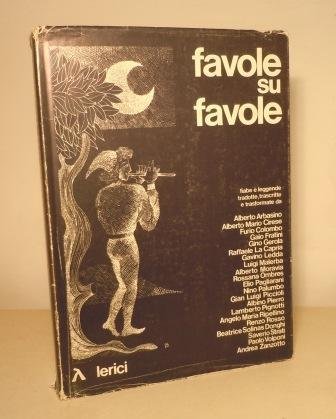 favole
su
favole
fiabe e leggende
tradotte, trascritte
e trasformate da
Alberto Arbasino
Alberto Mario Cirese
Furio Colombo
Gaio Fratini
Gino Gerola
Raffaele La Capria
Gavino Ledda
Luigi Malerba
Alberto Moravia
Rossana Ombres
Elio Pagliarani
Nino Palumbo
Gian Luigi Piccioli
Albino Pierro
Lamberto Pignotti
Angelo Maria Ripellino
Renzo Rosso
Beatrice Solinas Donghi
Saverio Strati
Paolo Volponi
Andrea Zanzotto
λ lerici